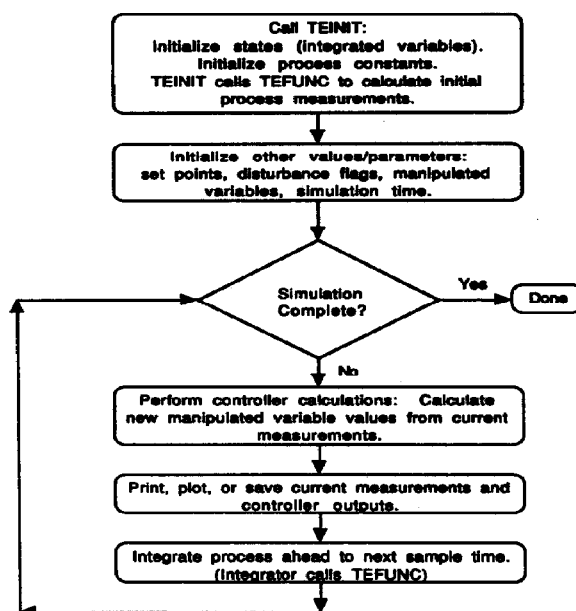 Call TEINIT:
Initialize states (integrated variables).
Initialize process constants.
TEINIT calls TEFUNC to calculate initial
process measurements.
Initialize other values/parameters:
set points, disturbance flags, manipulated
variables, simulation time.
Simulation
Complete?
Yes
Done
No
Perform controller calculations: Calculate
new manipulated variable values from current
measurements.
Print, plot, or save current measurements and
controller outputs.
Integrate process ahead to next sample time.
(Integrator calls TEFUNC)